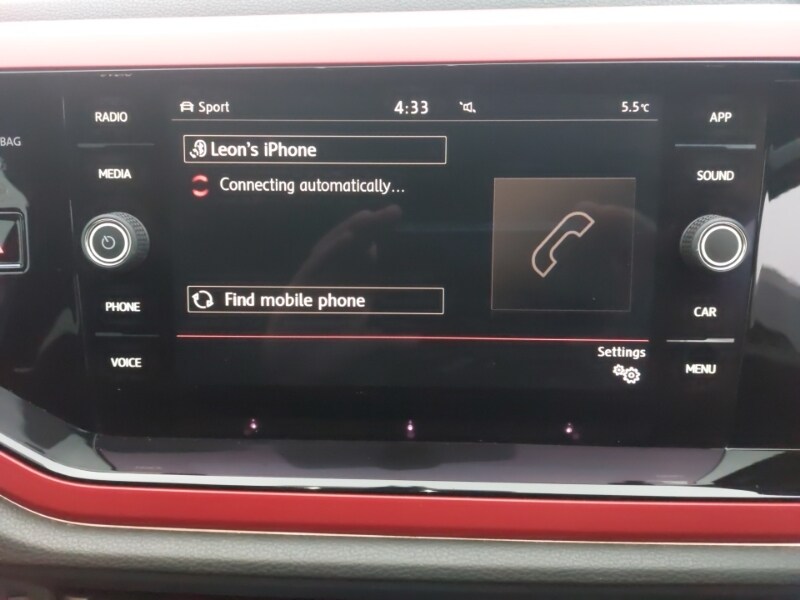 RADIO
MEDIA
PHONE
VOICE
BAG
Sport 4:33 5.5°C
Leon's iPhone
Connecting automatically...
Find mobile phone
Settings
APP
SOUND
CAR
MENU